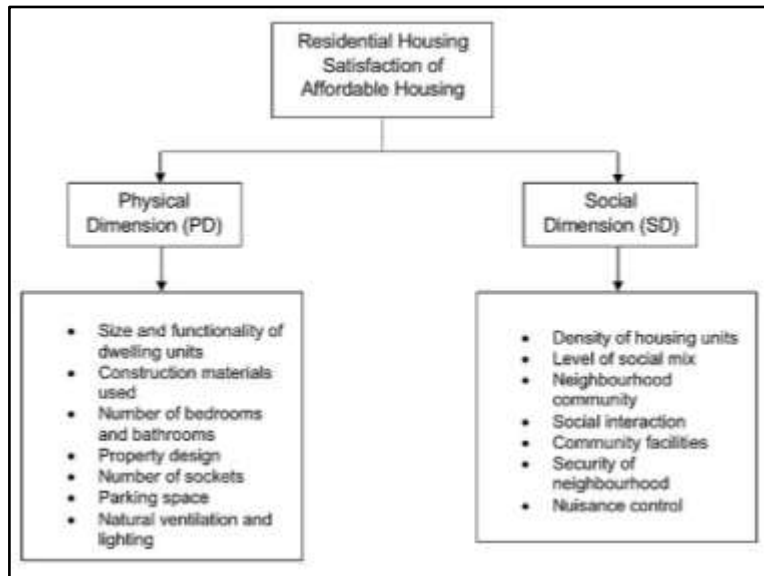 Residential Housing
Satisfaction of
Affordable Housing
Physical
Dimension (PD)
Social
Dimension (SD)
• Size and functionality of
dwelling units
• Construction materials
used
• Number of bedrooms
and bathrooms
• Property design
• Number of sockets
• Parking space
• Natural ventilation and
lighting
• Density of housing units
• Level of social mix
• Neighbourhood
community
• Social interaction
• Community facilities
• Security of
neighbourhood
• Nuisance control